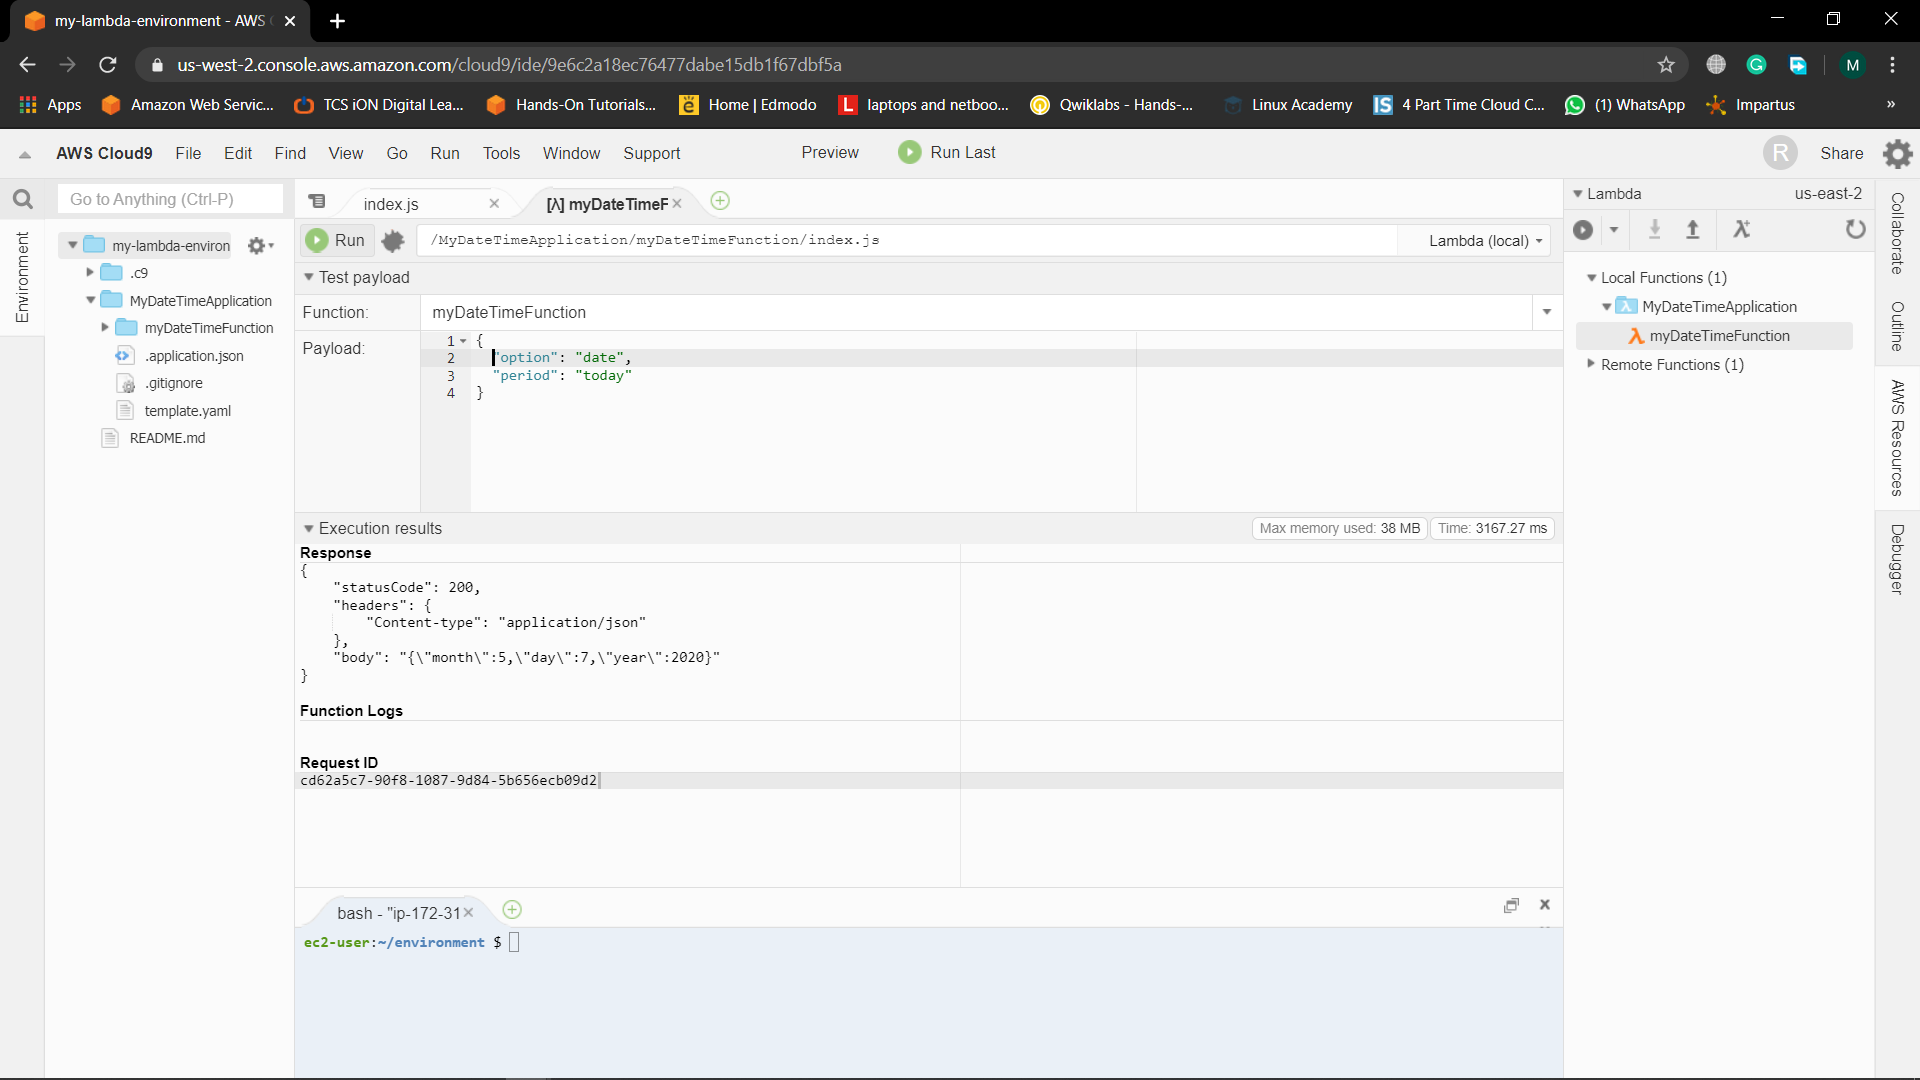 my-lambda-environment - AWS C
us-west-2.console.aws.amazon.com/cloud9/ide/9e6c2a18ec76477dabe15db1f67dbf5a
M
Apps
Amazon Web Servic...
TCS iON Digital Lea...
Hands-On Tutorials...
Home | Edmodo
L
laptops and netboo...
Qwiklabs - Hands-...
Linux Academy
IS
4 Part Time Cloud C...
(1) WhatsApp
Impartus
»
AWS Cloud9
File
Edit
Find
View
Go
Run
Tools
Window
Support
Preview
Run Last
R
Share
Go to Anything (Ctrl-P)
Environment
my-lambda-environ
.c9
MyDateTimeApplication
myDateTimeFunction
.application.json
.gitignore
template.yaml
README.md
index.js
[λ] myDateTimeF
Run
/MyDateTimeApplication/myDateTimeFunction/index.js
Lambda (local)
Test payload
Function:
myDateTimeFunction
Payload:
1 {
2 "option": "date",
3 "period": "today"
4 }
Execution results
Max memory used: 38 MB
Time: 3167.27 ms
Response
{
"statusCode": 200,
"headers": {
"Content-type": "application/json"
},
"body": "{\"month\":5,\"day\":7,\"year\":2020}"
}
Function Logs
Request ID
cd62a5c7-90f8-1087-9d84-5b656ecb09d2
bash - "ip-172-31
ec2-user:~/environment $
Lambda
us-east-2
Local Functions (1)
MyDateTimeApplication
myDateTimeFunction
Remote Functions (1)
Collaborate
Outline
AWS Resources
Debugger